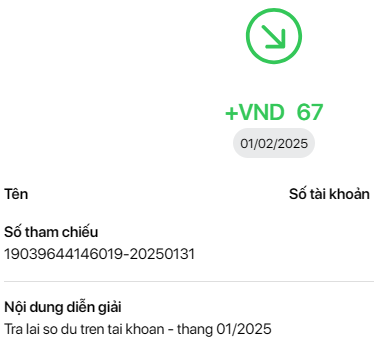 +VND 67
01/02/2025
Tên Số tài khoản
Số tham chiếu
19039644146019-20250131
Nội dung diễn giải
Tra lai so du tren tai khoan - thang 01/2025